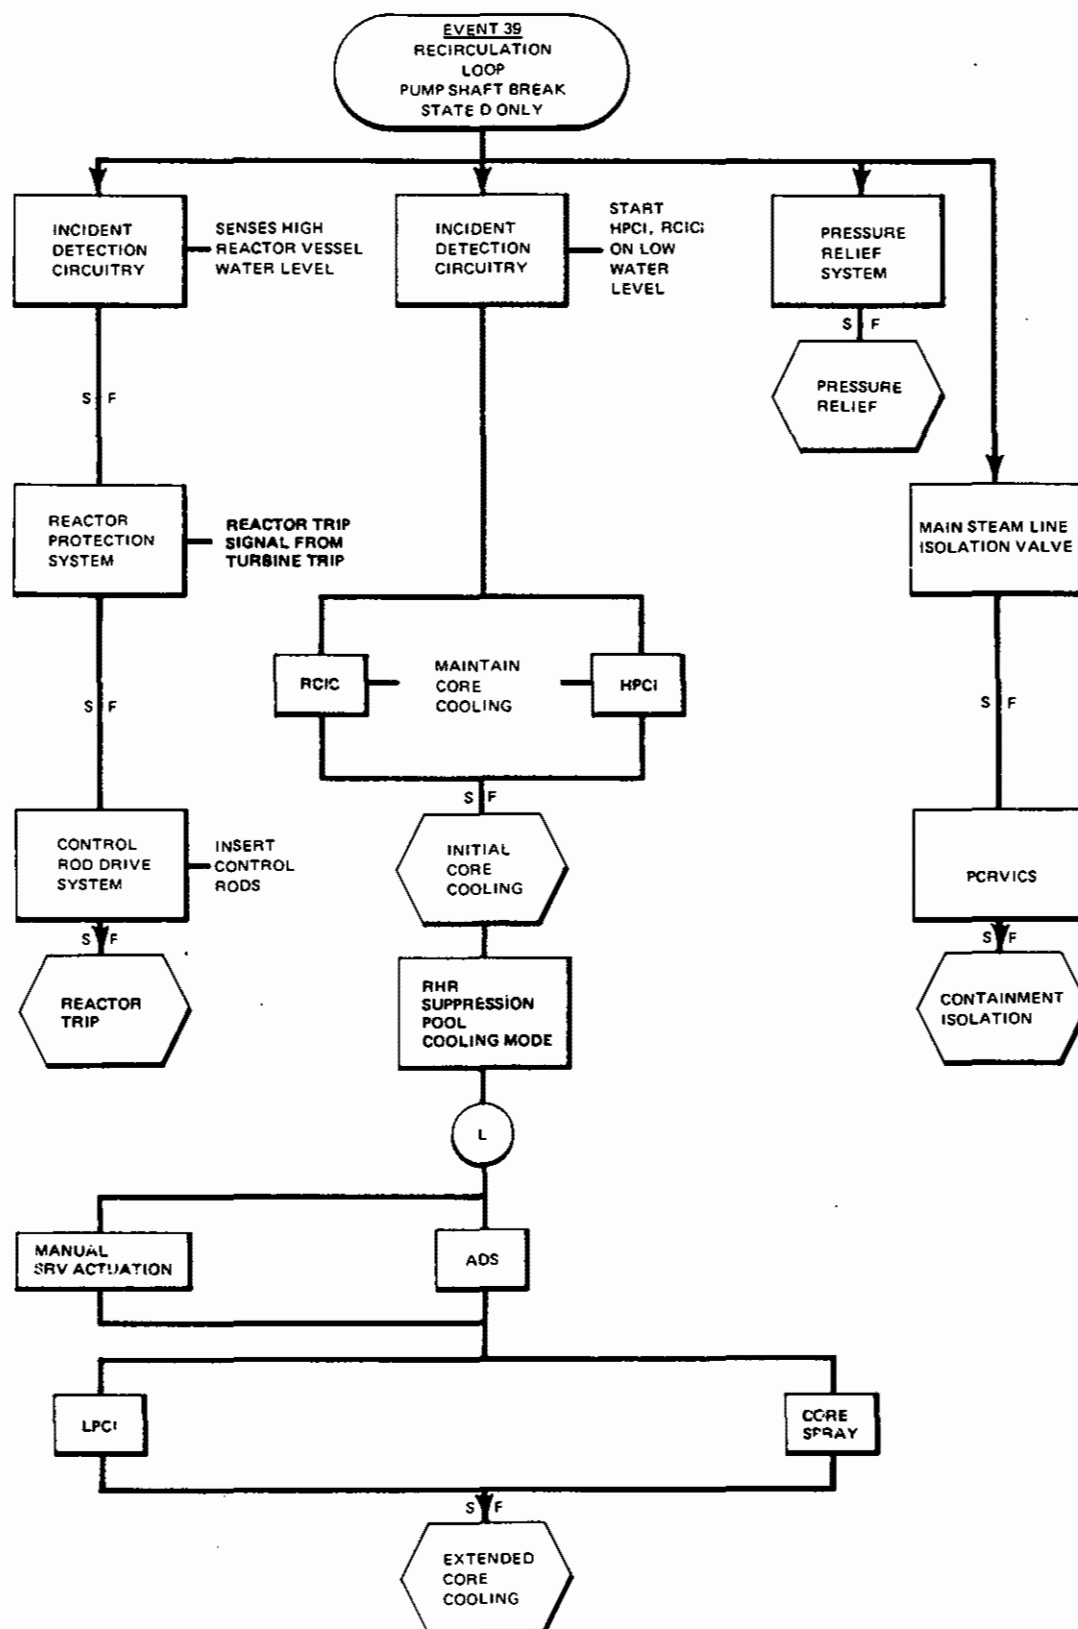 EVENT 39
RECIRCULATION
LOOP
PUMP SHAFT BREAK
STATE D ONLY
INCIDENT
DETECTION
CIRCUITRY
SENSES HIGH
REACTOR VESSEL
WATER LEVEL
INCIDENT
DETECTION
CIRCUITRY
START
HPCI, RCICI
ON LOW
WATER
LEVEL
PRESSURE
RELIEF
SYSTEM
S F
PRESSURE
RELIEF
S F
REACTOR
PROTECTION
SYSTEM
REACTOR TRIP
SIGNAL FROM
TURBINE TRIP
MAIN STEAM LINE
ISOLATION VALVE
RCIC
MAINTAIN
CORE
COOLING
HPCI
S F
S F
S F
CONTROL
ROD DRIVE
SYSTEM
INSERT
CONTROL
RODS
INITIAL
CORE
COOLING
PCRVICS
S F
S F
REACTOR
TRIP
RHR
SUPPRESSION
POOL
COOLING MODE
CONTAINMENT
ISOLATION
L
MANUAL
SRV ACTUATION
ADS
LPCI
CORE
SPRAY
S F
EXTENDED
CORE
COOLING